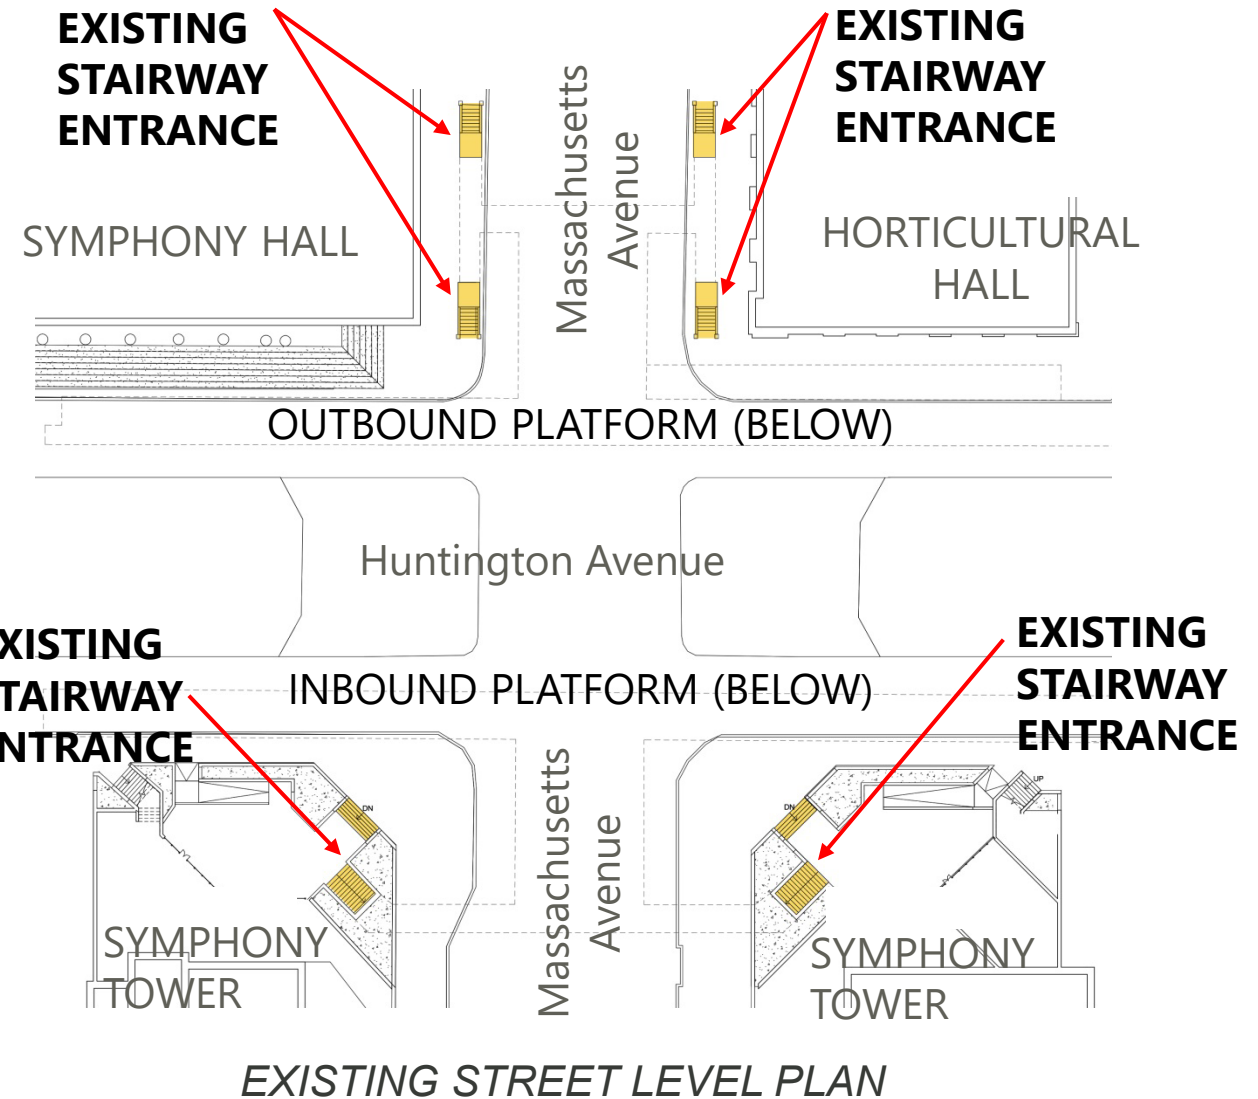 EXISTING
STAIRWAY
ENTRANCE
EXISTING
STAIRWAY
ENTRANCE
Massachusetts
Avenue
SYMPHONY HALL
HORTICULTURAL
HALL
OUTBOUND PLATFORM (BELOW)
Huntington Avenue
XISTING
TAIRWAY
NTRANCE
EXISTING
STAIRWAY
ENTRANCE
INBOUND PLATFORM (BELOW)
Massachusetts
Avenue
DN
DN
UP
SYMPHONY
TOWER
SYMPHONY
TOWER
EXISTING STREET LEVEL PLAN